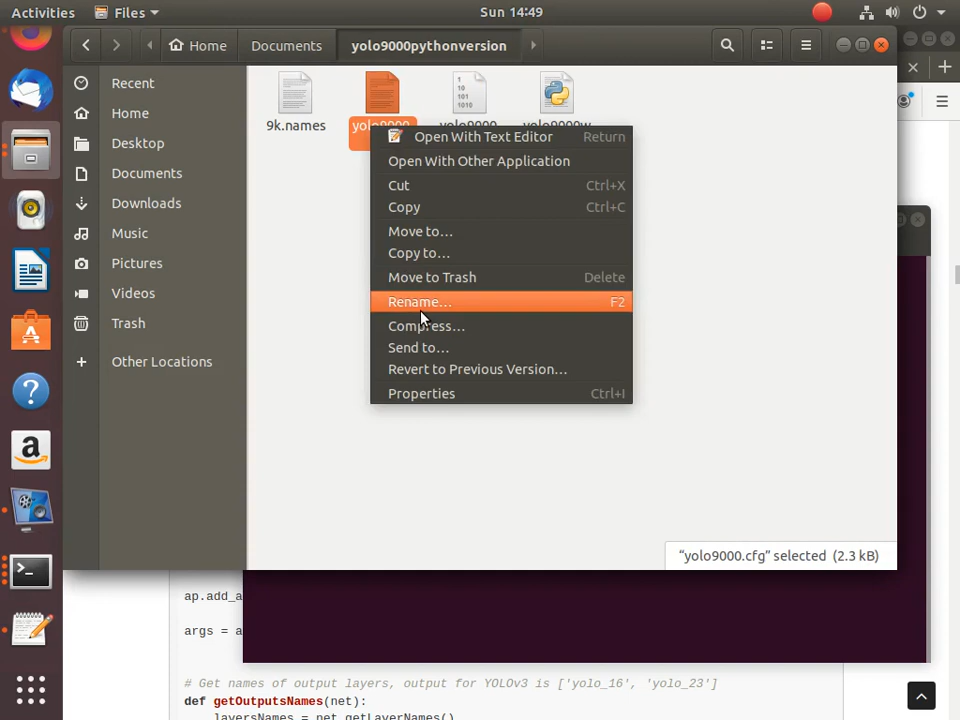 Activities
Files
Sun 14:49
Home
Documents
yolo9000pythonversion
Recent
Home
Desktop
Documents
Downloads
Music
Pictures
Videos
Trash
Other Locations
9k.names
yolo9000
Open With Text Editor Return
Open With Other Application
Cut Ctrl+X
Copy Ctrl+C
Move to…
Copy to…
Move to Trash Delete
Rename… F2
Compress…
Send to…
Revert to Previous Version…
Properties Ctrl+I
“yolo9000.cfg” selected (2.3 kB)
ap.add_a
args = a
# Get names of output layers, output for YOLOv3 is ['yolo_16', 'yolo_23']
def getOutputsNames(net):
layersNames = net.getLayerNames()